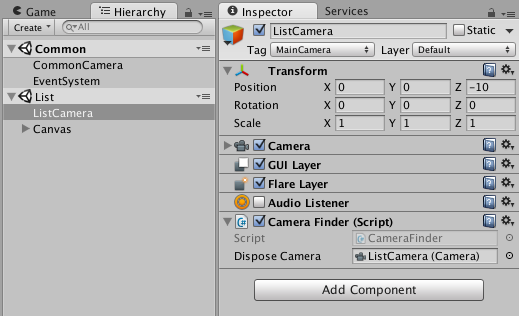 Game
Hierarchy
Create
All
Common
CommonCamera
EventSystem
List
ListCamera
Canvas
Inspector
Services
ListCamera
Static
Tag MainCamera Layer Default
Transform
Position X 0 Y 0 Z -10
Rotation X 0 Y 0 Z 0
Scale X 1 Y 1 Z 1
Camera
GUI Layer
Flare Layer
Audio Listener
Camera Finder (Script)
Script CameraFinder
Dispose Camera ListCamera (Camera)
Add Component